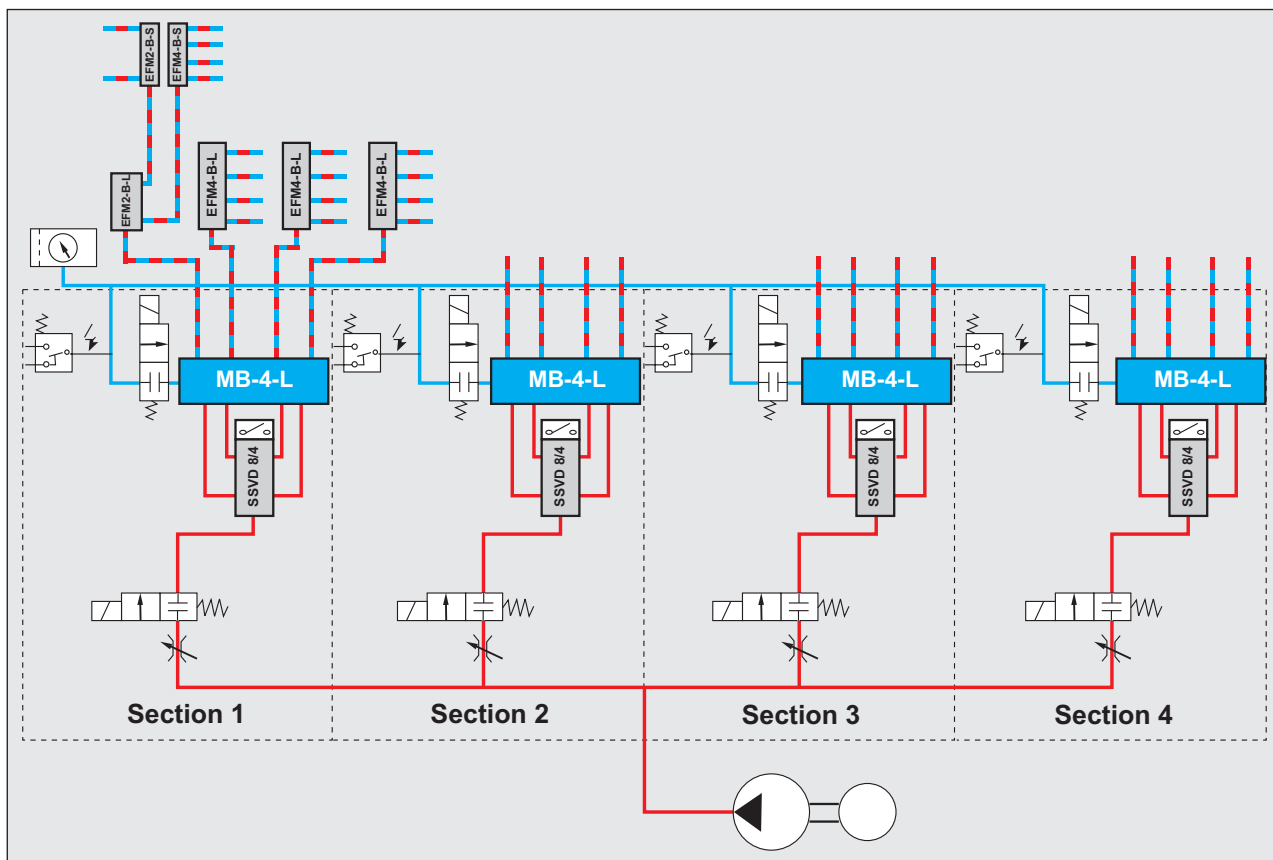 EFM2-B-S
EFM4-B-S
EFM2-B-L
EFM4-B-L
EFM4-B-L
EFM4-B-L
MB-4-L
MB-4-L
MB-4-L
MB-4-L
SSVD 8/4
SSVD 8/4
SSVD 8/4
SSVD 8/4
Section 1
Section 2
Section 3
Section 4